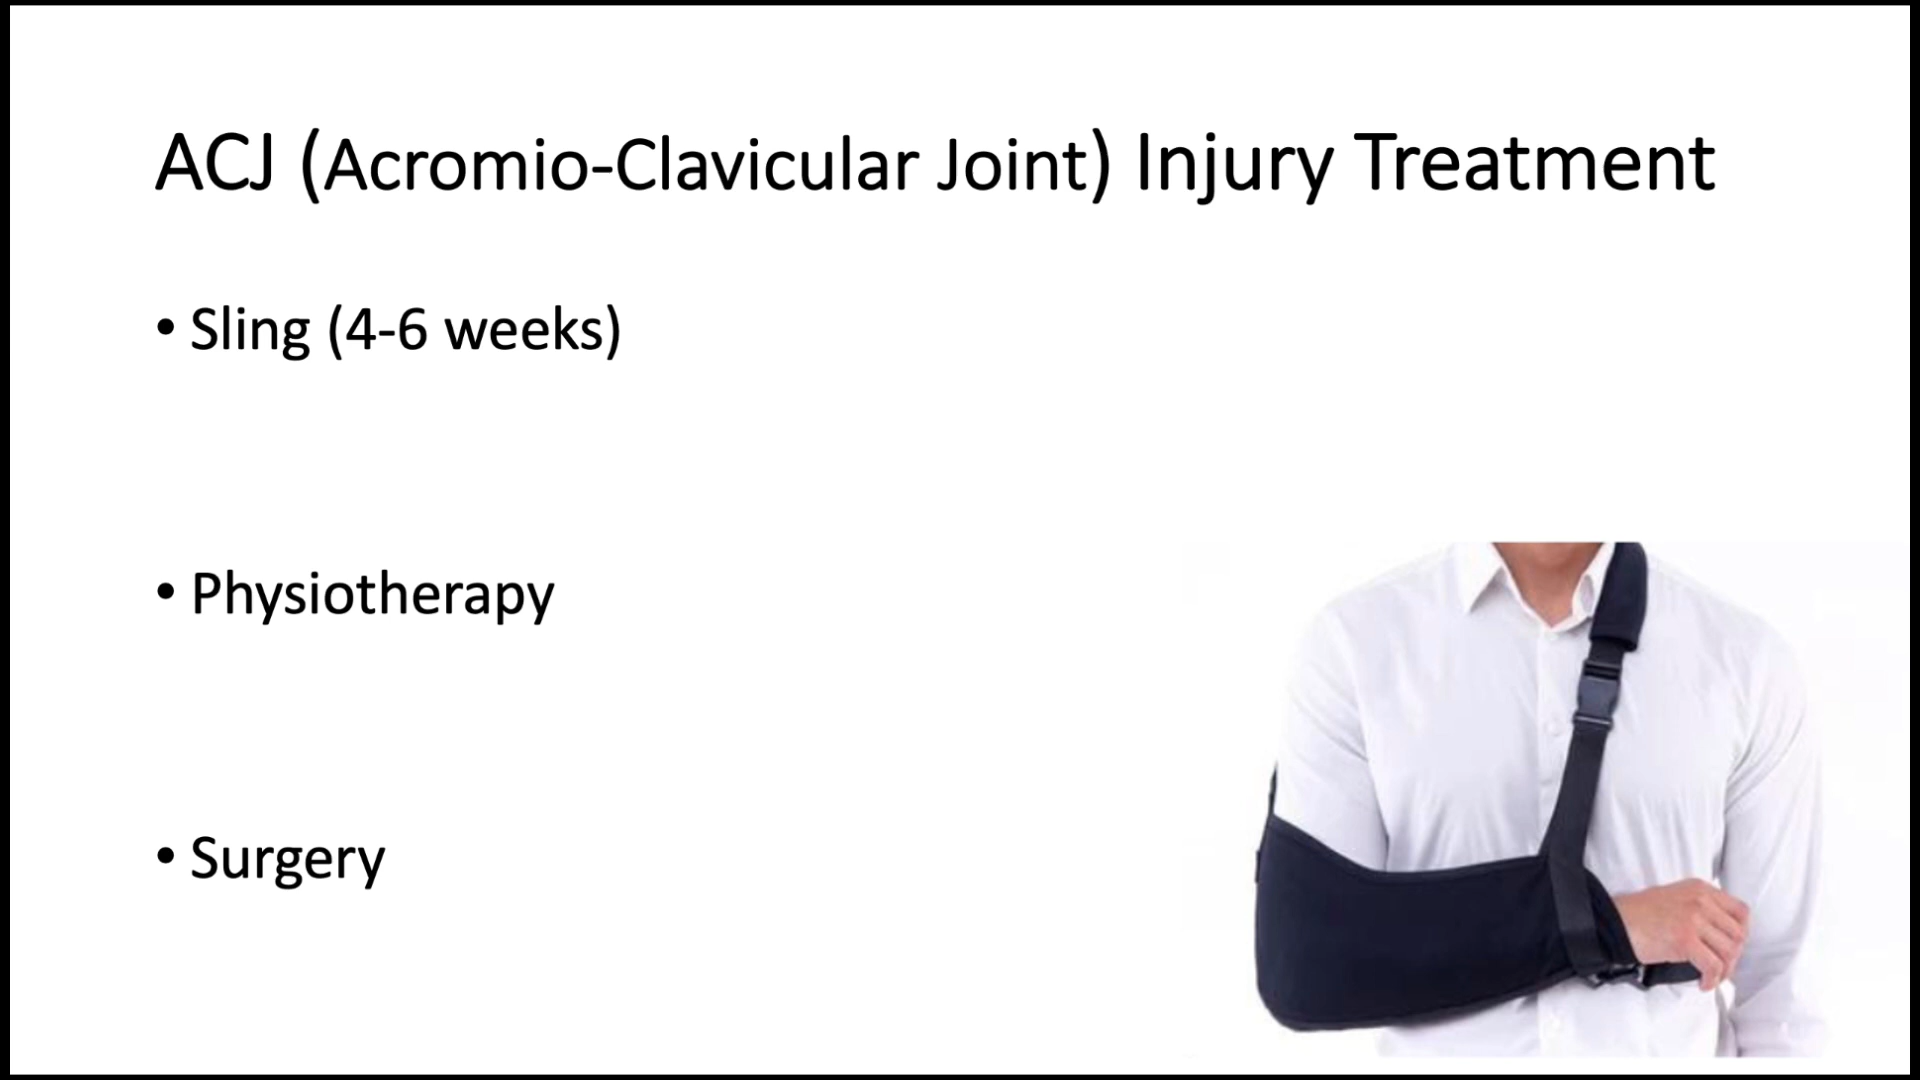 ACJ (Acromio-Clavicular Joint) Injury Treatment
• Sling (4-6 weeks)
• Physiotherapy
• Surgery